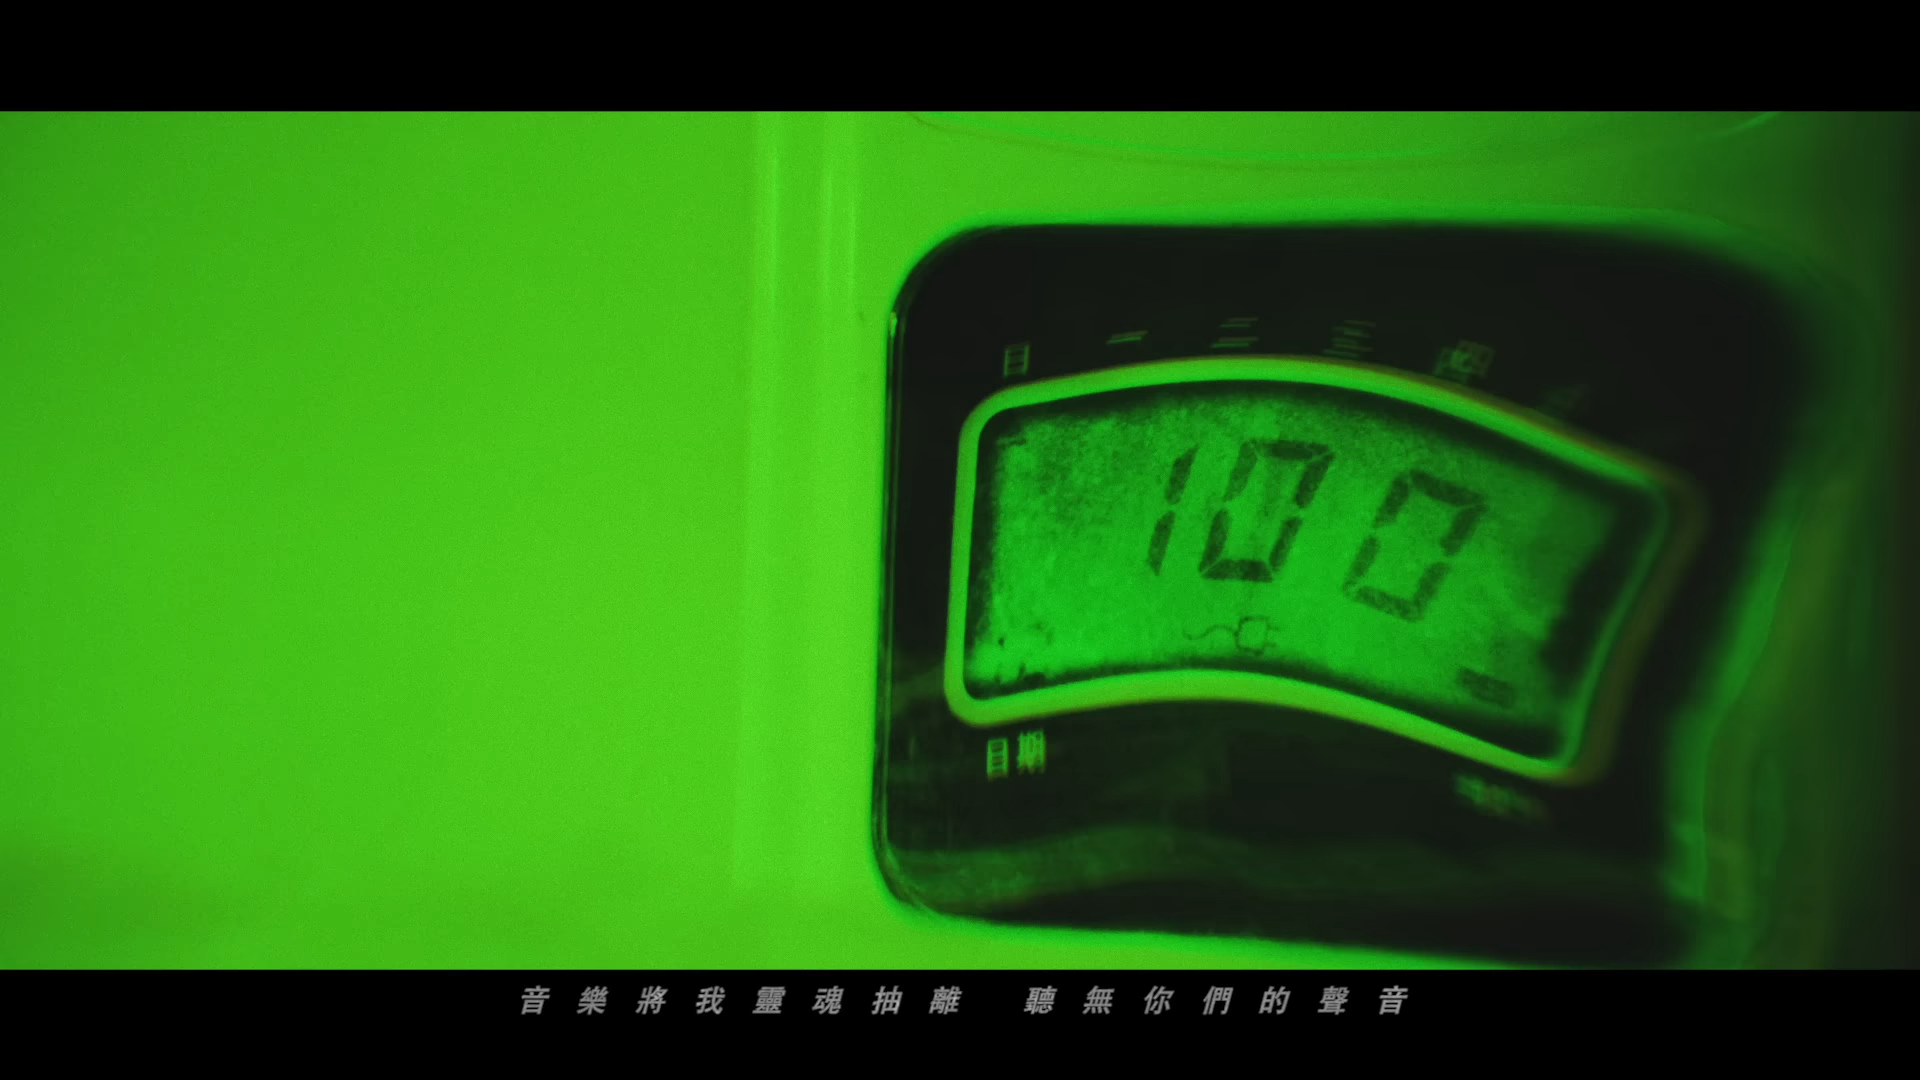 日 一 二 三 四
100
日期
音樂將我靈魂抽離 聽無你們的聲音